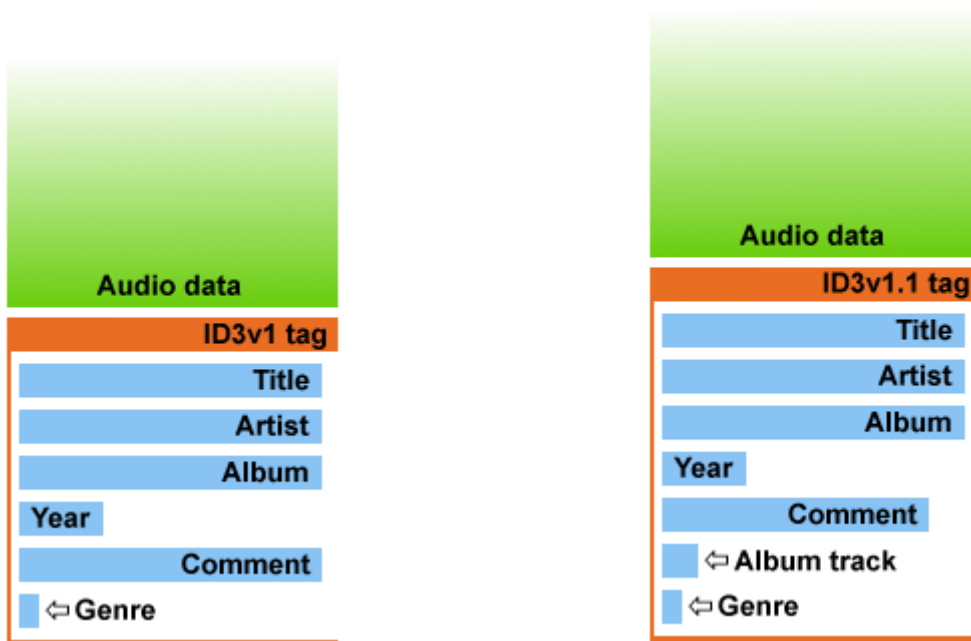 Audio data
ID3v1 tag
Title
Artist
Album
Year
Comment
⇦ Genre
Audio data
ID3v1.1 tag
Title
Artist
Album
Year
Comment
⇦ Album track
⇦ Genre